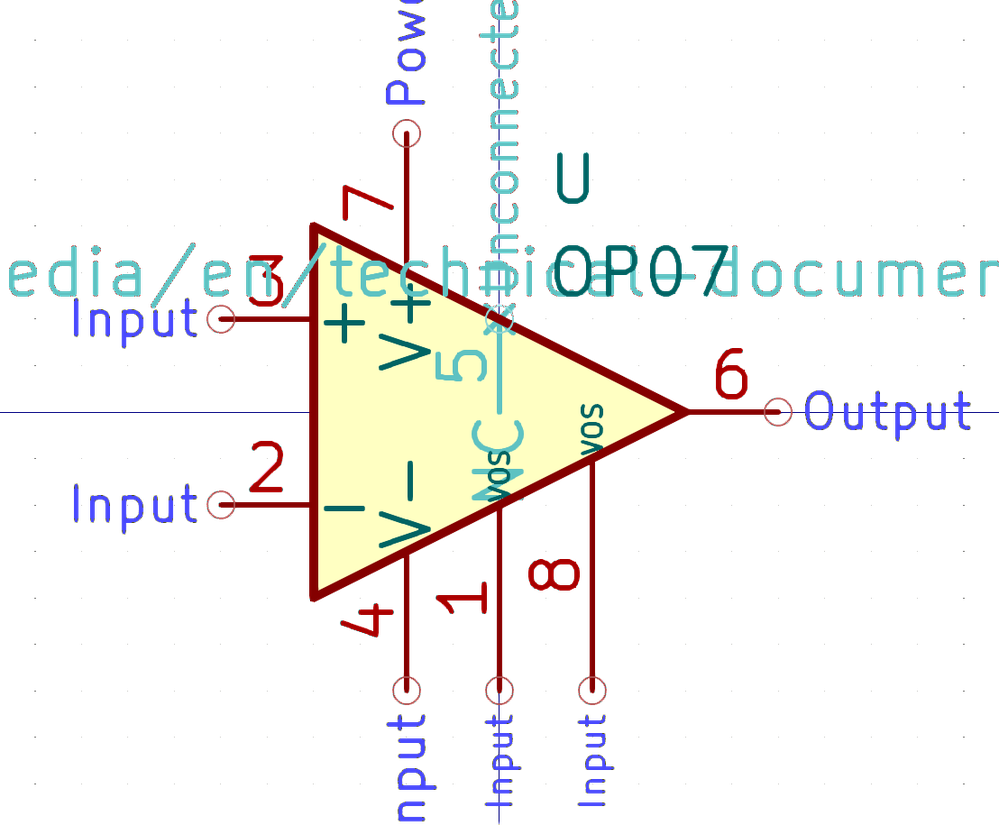 Powe
Unconnecte
U
OP07
edia/en/technical-documen
7
3
Input
+
V+
5
NC
6
Output
VOS
VOS
2
Input
-
V-
4
1
8
nput
Input
Input